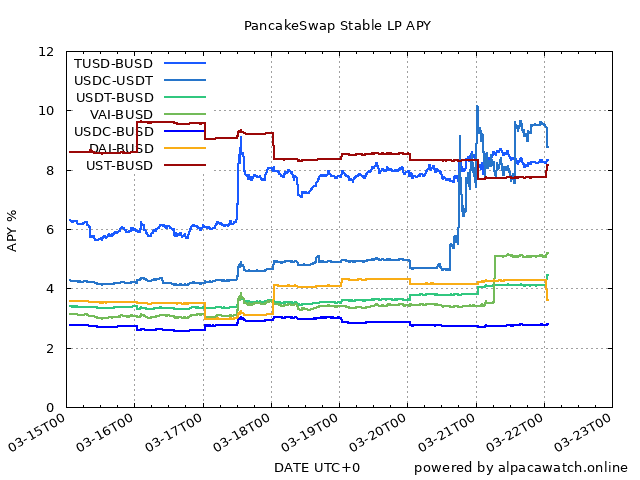 PancakeSwap Stable LP APY
12
10
8
6
4
2
0
APY %
TUSD-BUSD
USDC-USDT
USDT-BUSD
VAI-BUSD
USDC-BUSD
DAI-BUSD
UST-BUSD
03-15T00
03-16T00
03-17T00
03-18T00
03-19T00
03-20T00
03-21T00
03-22T00
03-23T00
DATE UTC+0
powered by alpacawatch.online